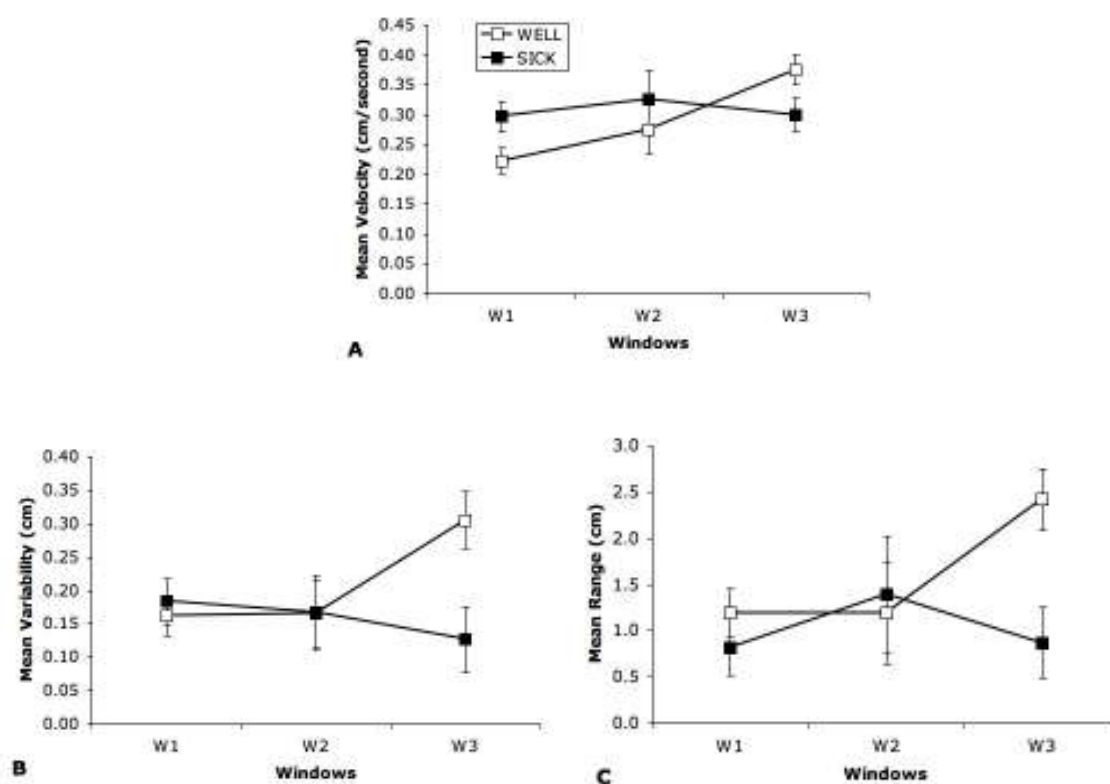 0.45
WELL
0.40
SICK
0.35
0.30
0.25
0.20
0.15
0.10
0.05
0.00
Mean Velocity (cm/second)
W1 W2 W3
Windows
A
0.40
0.35
0.30
0.25
0.20
0.15
0.10
0.05
0.00
Mean Variability (cm)
W1 W2 W3
Windows
B
3.0
2.5
2.0
1.5
1.0
0.5
0.0
Mean Range (cm)
W1 W2 W3
Windows
C